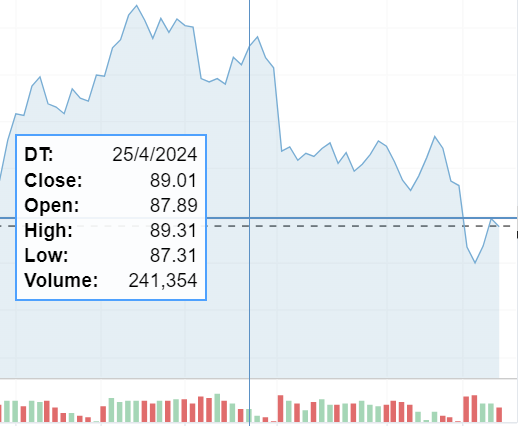 DT: 25/4/2024
Close: 89.01
Open: 87.89
High: 89.31
Low: 87.31
Volume: 241,354